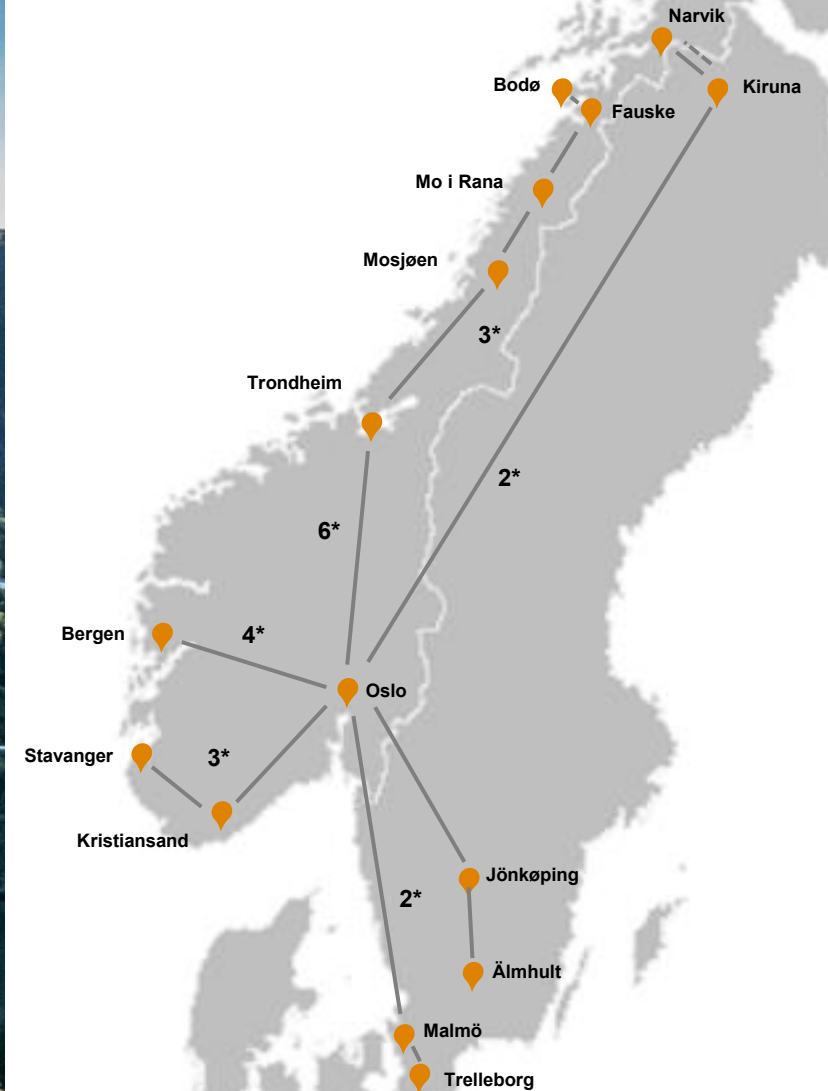 Narvik
Bodø
Kiruna
Fauske
Mo i Rana
Mosjøen
3*
Trondheim
2*
6*
Bergen
4*
Oslo
Stavanger
3*
Kristiansand
Jönkøping
2*
Älmhult
Malmö
Trelleborg